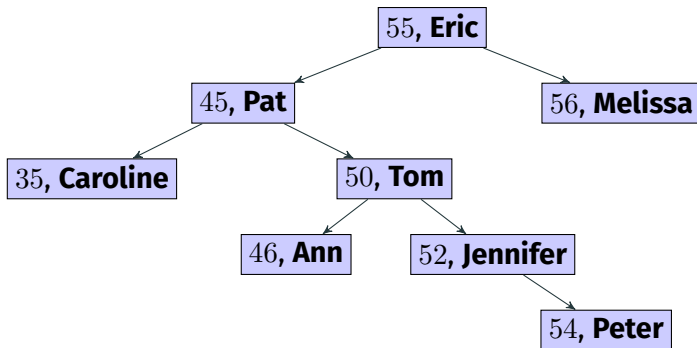 55, Eric
45, Pat
56, Melissa
35, Caroline
50, Tom
46, Ann
52, Jennifer
54, Peter